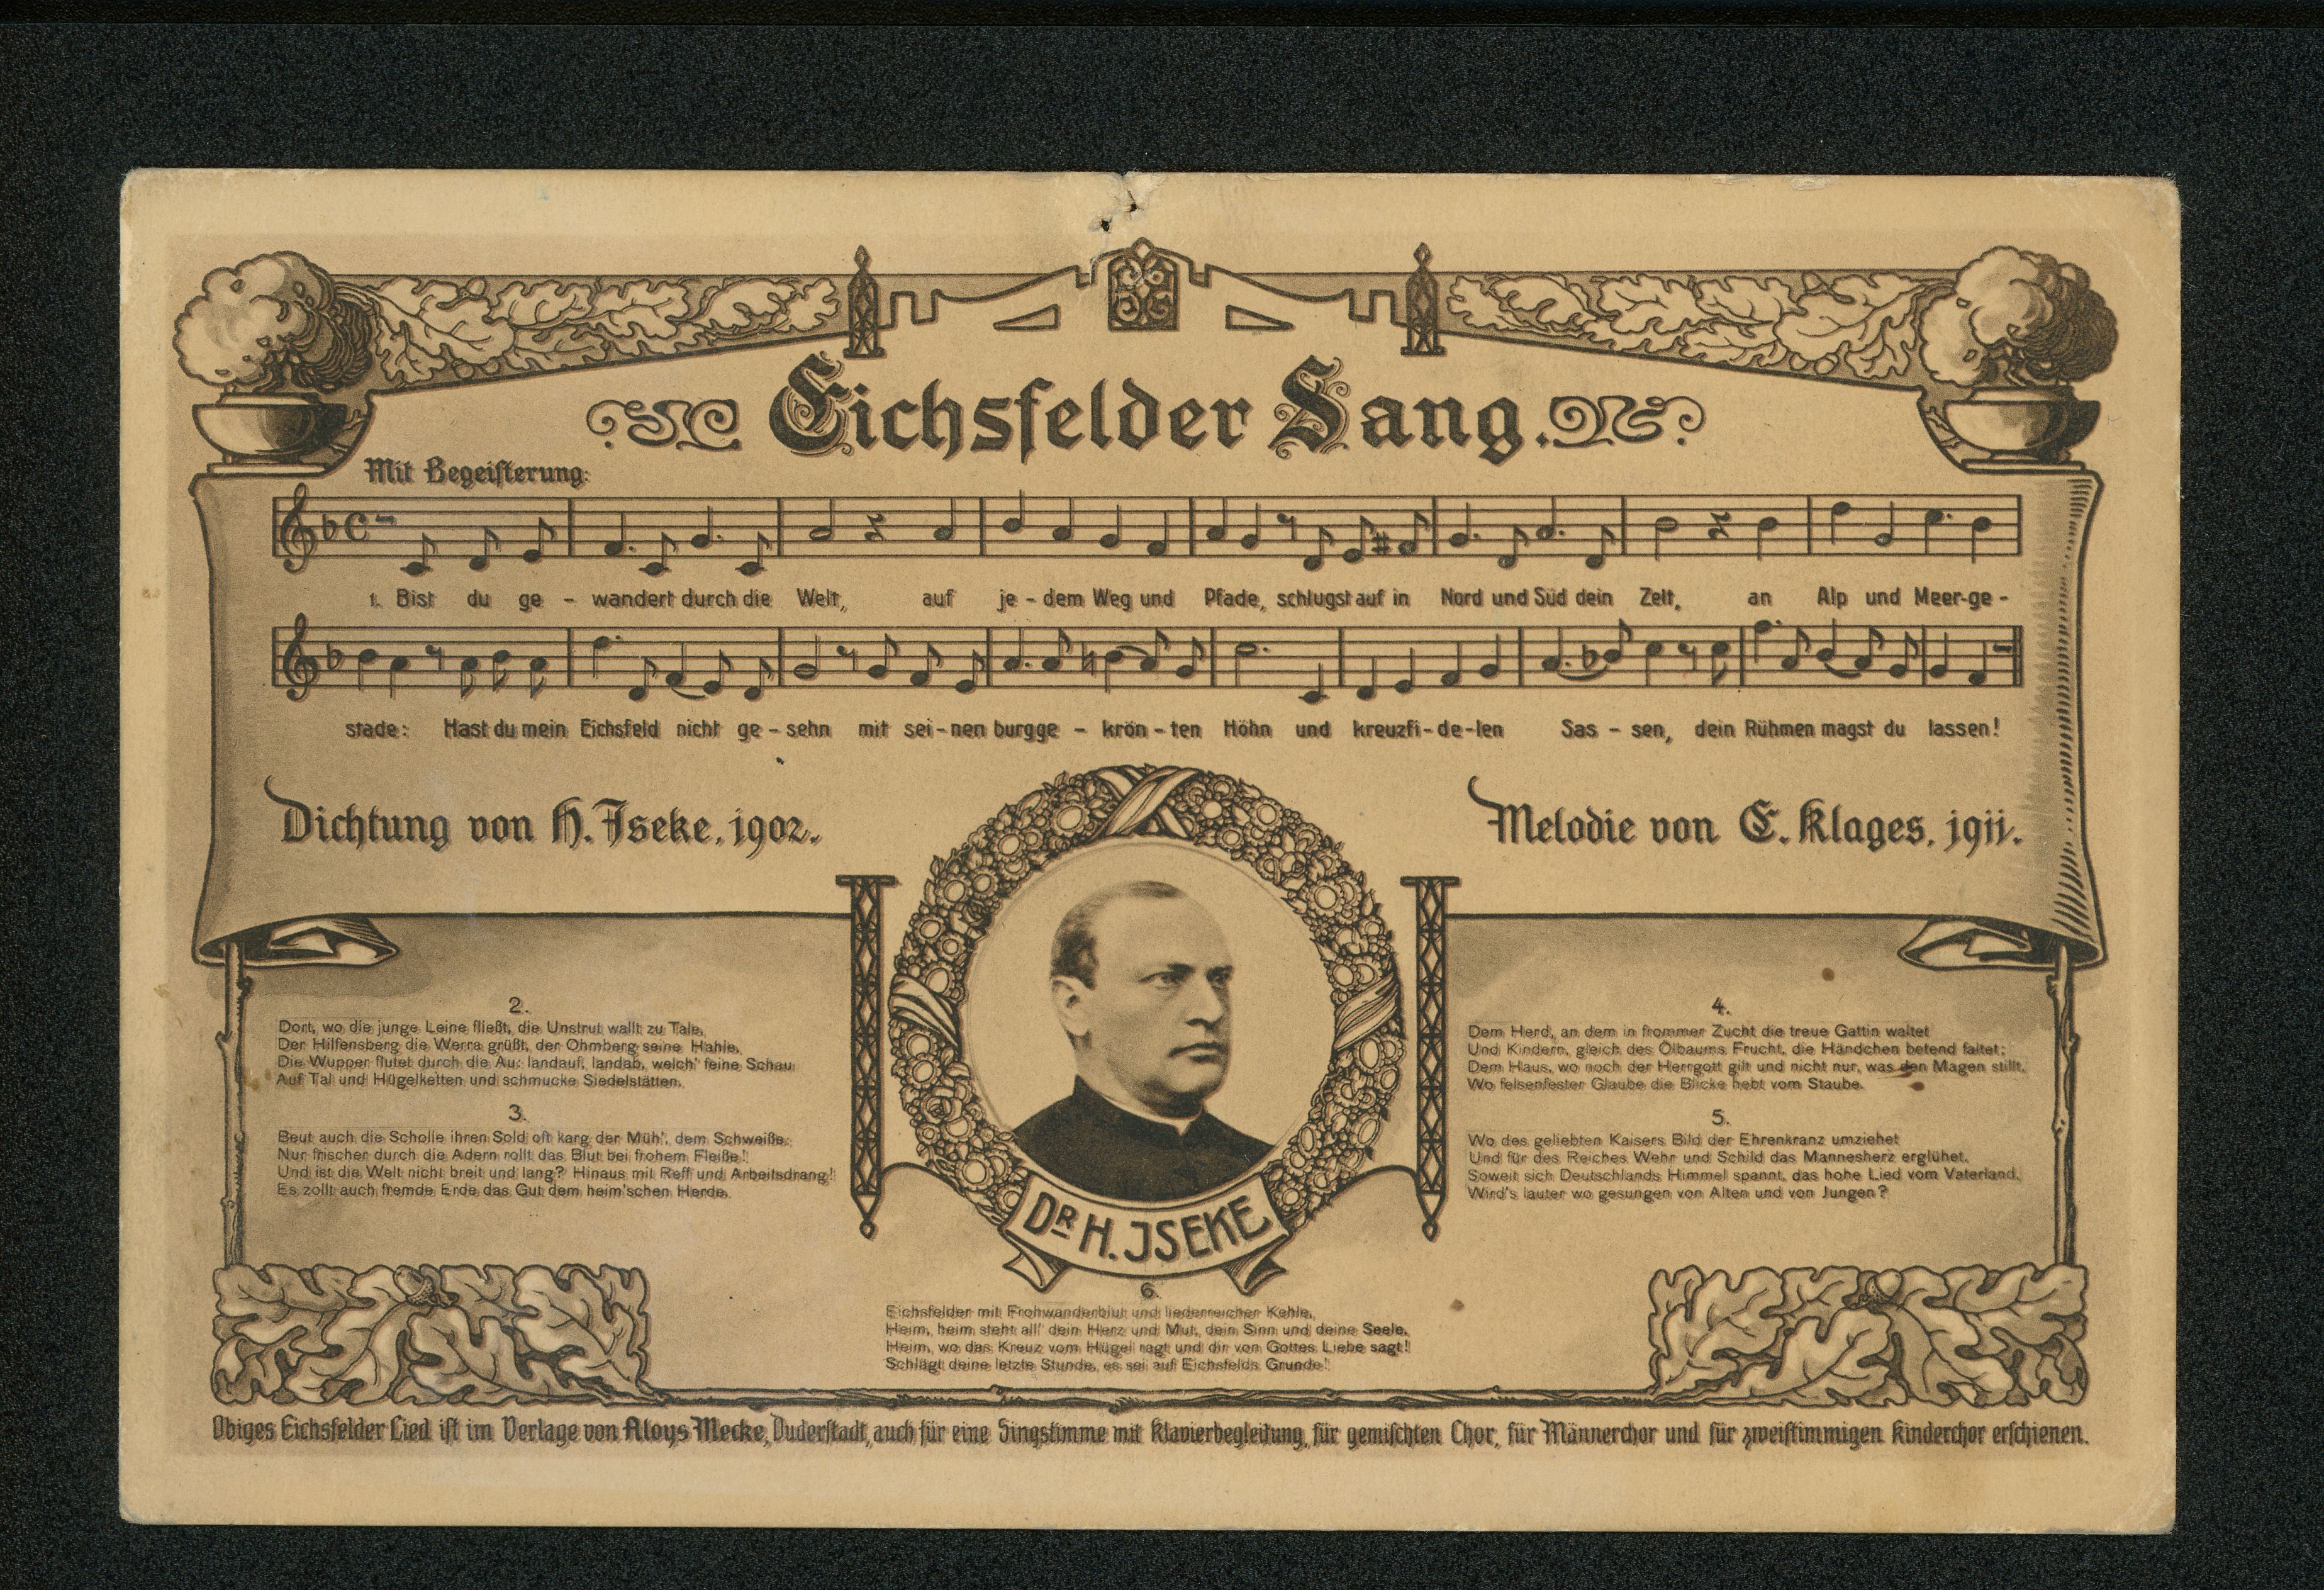 Eichsfelder Sang.
Mit Begeisterung:
1. Bist du ge - wandert durch die Welt, auf je - dem Weg und Pfade, schlugst auf in Nord und Süd dein Zelt, an Alp und Meer-ge -
stade: Hast du mein Eichsfeld nicht ge - sehn mit sei - nen burgge - krön - ten Höhn und kreuzfi - de - len Sas - sen, dein Rühmen magst du lassen!
Dichtung von H. Iseke. 1902.
Melodie von E. Klages. 1911.
2.
Dort, wo die junge Leine fließt, die Unstrut wallt zu Tale,
Der Hilfensberg die Werra grüßt, der Ohmberg seine Hahle,
Die Wupper flutet durch die Au: landauf, landab, welch' feine Schau
Auf Tal und Hügelketten und schmucke Siedelstätten.
3.
Beut auch die Scholle ihren Sold oft karg der Müh', dem Schweiße,
Nur frischer durch die Adern rollt das Blut bei frohem Fleiße!
Und ist die Welt nicht breit und lang? Hinaus mit Reff und Arbeitsdrang!
Es zollt auch fremde Erde das Gut dem heim'schen Herde.
4.
Dem Herd, an dem in frommer Zucht die treue Gattin waltet
Und Kindern, gleich des Ölbaums Frucht, die Händchen betend faltet;
Dem Haus, wo noch der Herrgott gilt und nicht nur, was den Magen stillt,
Wo felsenfester Glaube die Blicke hebt vom Staube.
5.
Wo des geliebten Kaisers Bild der Ehrenkranz umziehet
Und für des Reiches Wehr und Schild das Mannesherz erglühet,
Soweit sich Deutschlands Himmel spannt, das hohe Lied vom Vaterland,
Wird's lauter wo gesungen von Alten und von Jungen?
DR H. JSEKE
6.
Eichsfelder mit Frohwanderblut und liederreicher Kehle,
Heim, heim steht all' dein Herz und Mut, dein Sinn und deine Seele,
Heim, wo das Kreuz vom Hügel ragt und dir von Gottes Liebe sagt!
Schlägt deine letzte Stunde, es sei auf Eichsfelds Grunde!
Obiges Eichsfelder Lied ist im Verlage von Aloys Mecke, Duderstadt, auch für eine Singstimme mit Klavierbegleitung, für gemischten Chor, für Männerchor und für zweistimmigen Kinderchor erschienen.